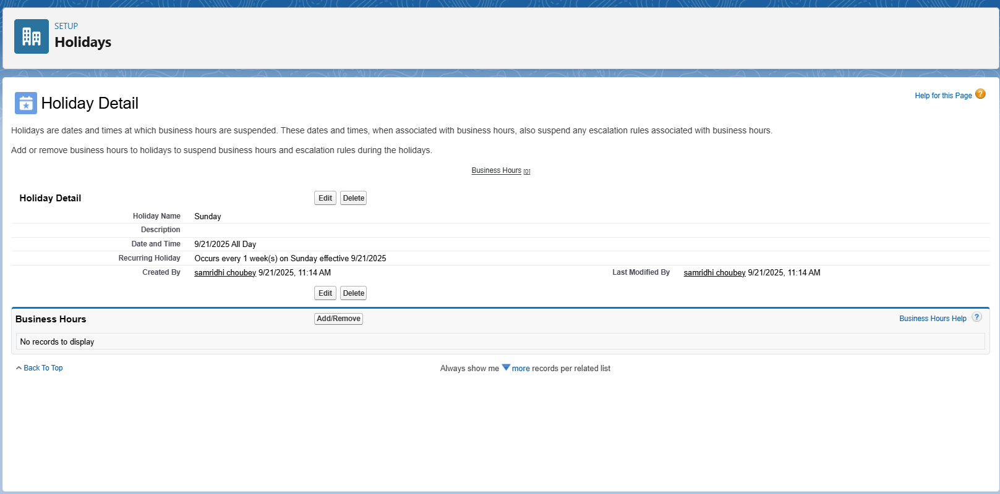 SETUP
Holidays
Holiday Detail
Help for this Page ?
Holidays are dates and times at which business hours are suspended. These dates and times, when associated with business hours, also suspend any escalation rules associated with business hours.
Add or remove business hours to holidays to suspend business hours and escalation rules during the holidays.
Business Hours [0]
Holiday Detail Edit Delete
Holiday Name Sunday
Description
Date and Time 9/21/2025 All Day
Recurring Holiday Occurs every 1 week(s) on Sunday effective 9/21/2025
Created By samridhi choubey 9/21/2025, 11:14 AM Last Modified By samridhi choubey 9/21/2025, 11:14 AM
Edit Delete
Business Hours Add/Remove Business Hours Help ?
No records to display
Back To Top Always show me more records per related list